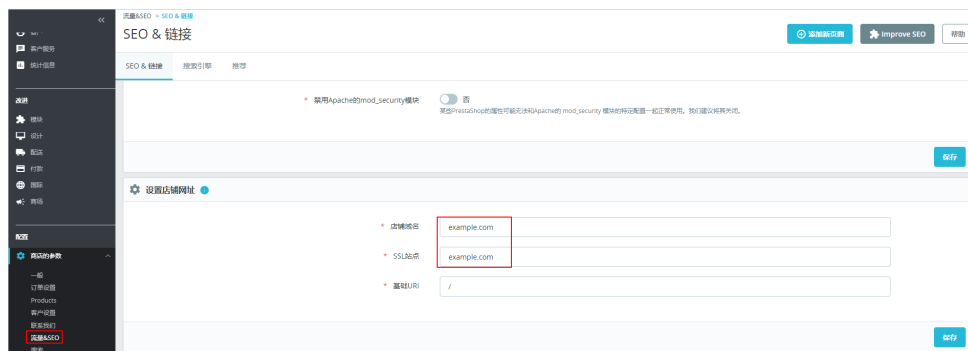 流量&SEO > SEO & 链接
SEO & 链接
添加新页面
Improve SEO
帮助
客户服务
统计信息
SEO & 链接
搜索引擎
推荐
改进
模块
设计
配送
付款
国际
商场
* 禁用Apache的mod_security模块
否
某些PrestaShop的属性可能无法和Apache的 mod_security 模块的特定配置一起正常使用。我们建议将其关闭。
保存
设置店铺网址
* 店铺域名
example.com
* SSL站点
example.com
* 基础URI
/
保存
配置
商店的参数
一般
订单设置
Products
客户设置
联系我们
流量&SEO
搜索